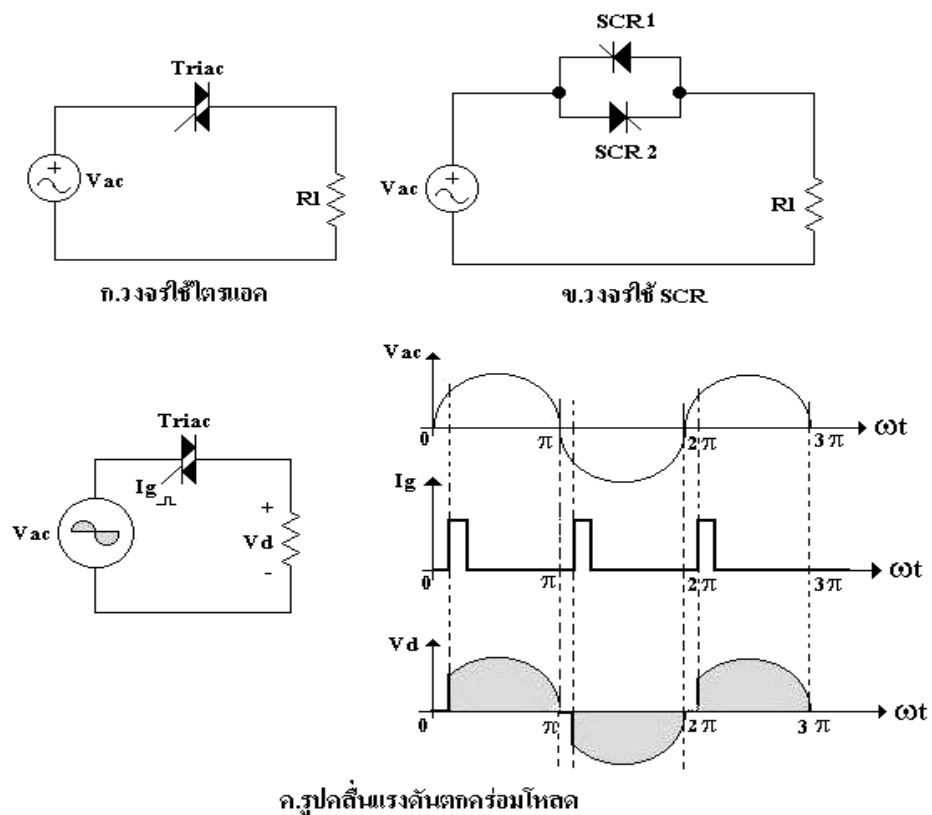 Triac
Vac
Rl
ก.วงจรใช้ไตรแอค
SCR 1
SCR 2
Vac
Rl
ข.วงจรใช้ SCR
Triac
Ig
Vac
+
Vd
-
Vac
0
π
2π
3π
ωt
Ig
0
π
2π
3π
ωt
Vd
0
π
2π
3π
ωt
ค.รูปคลื่นแรงดันตกคร่อมโหลด